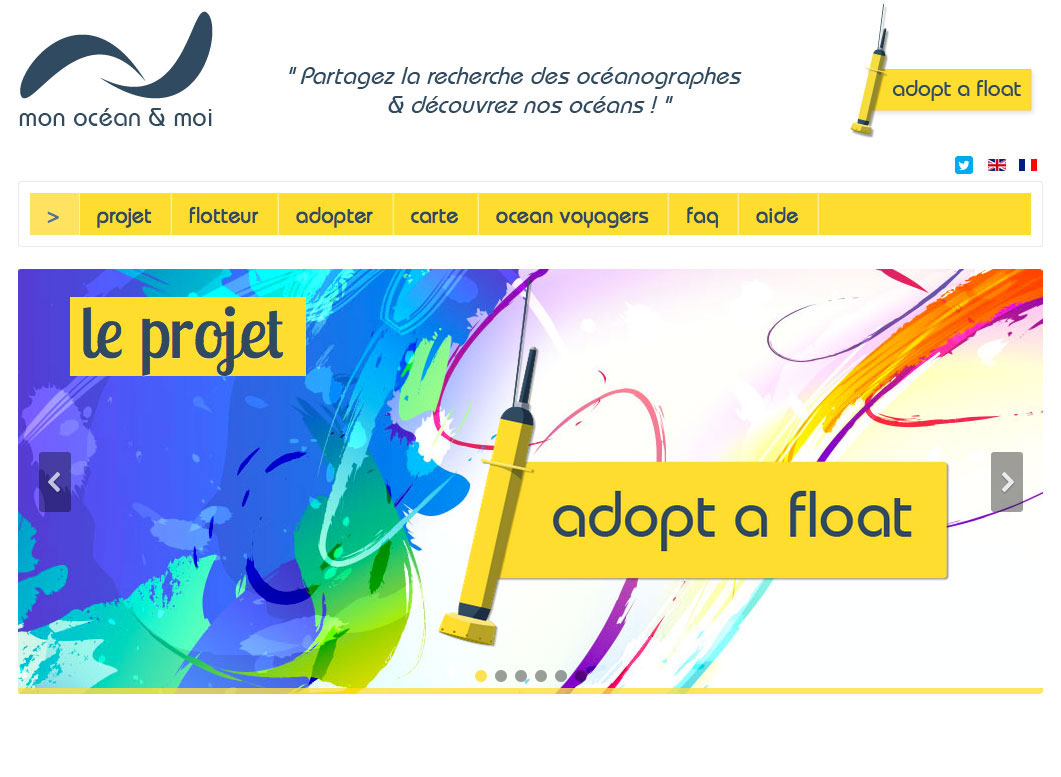 mon océan & moi
" Partagez la recherche des océanographes
& découvrez nos océans ! "
adopt a float
> projet flotteur adopter carte ocean voyagers faq aide
le projet
adopt a float